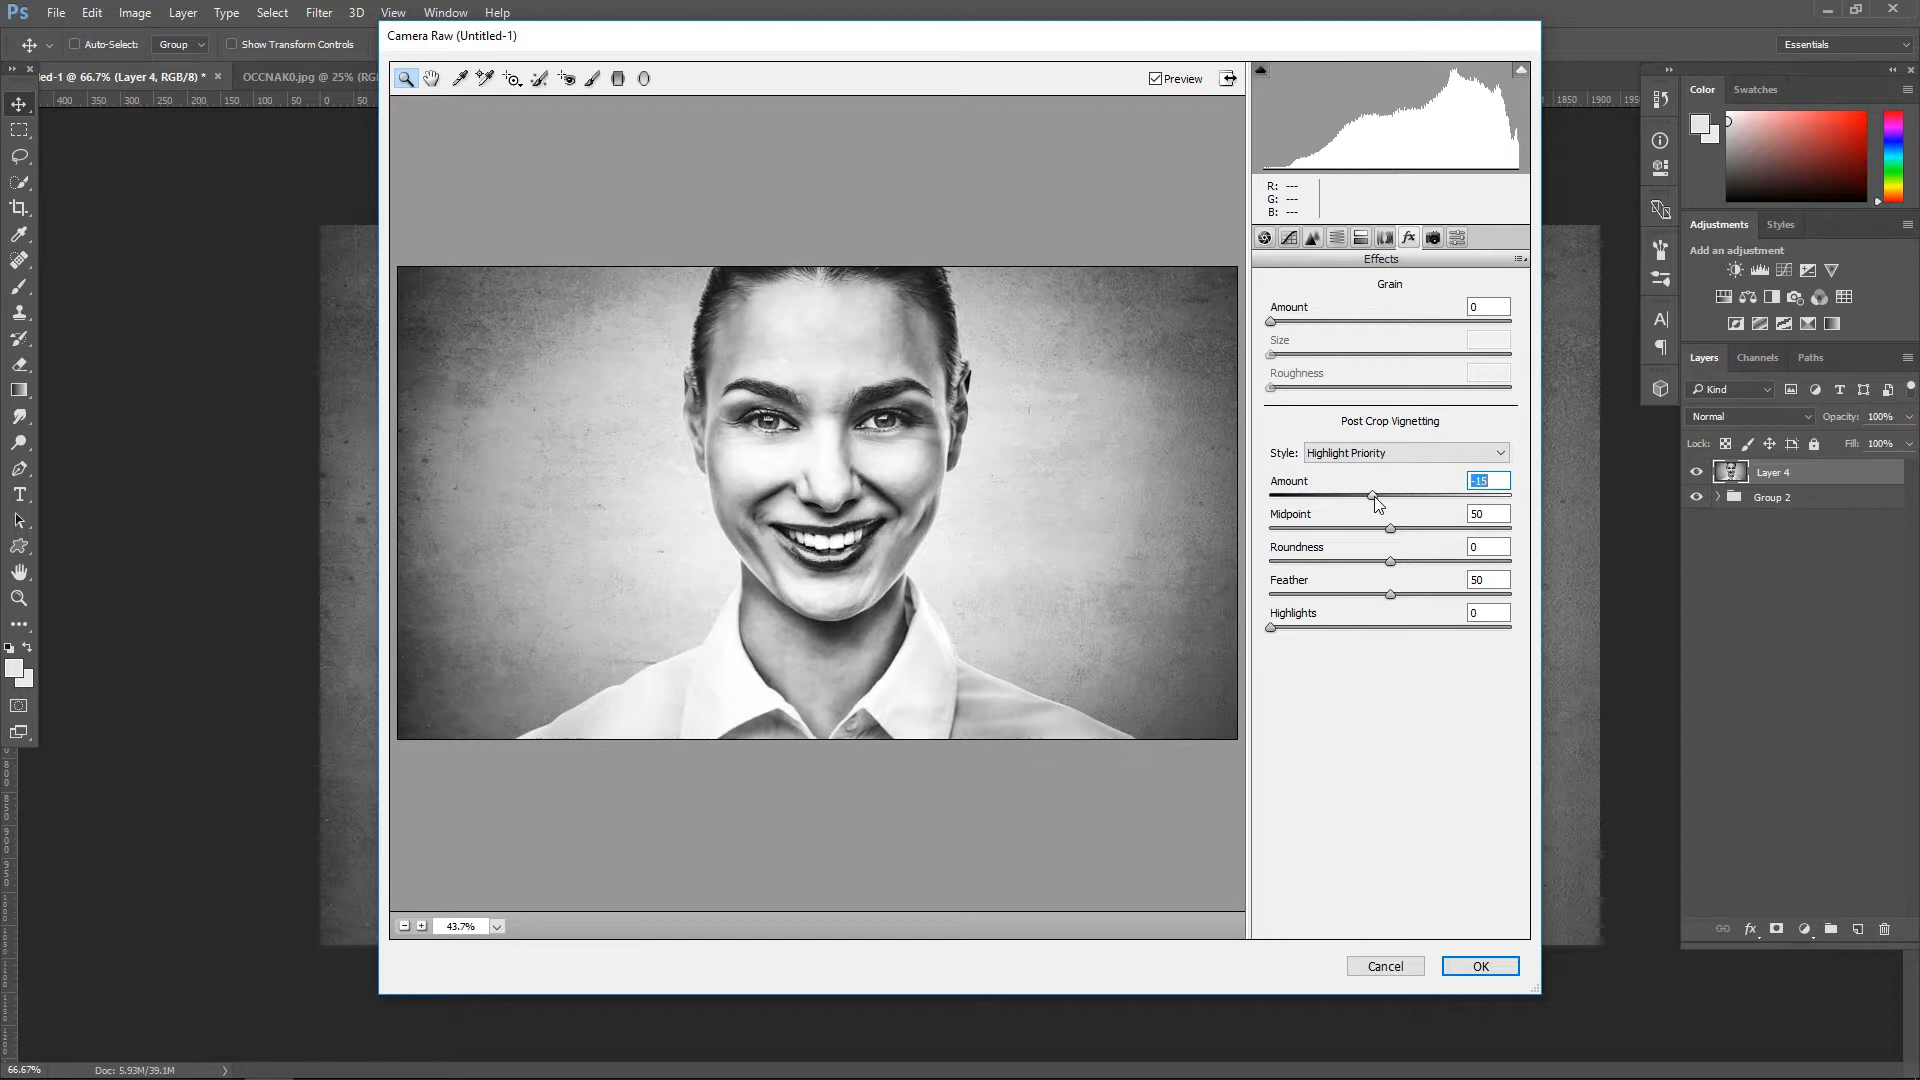 Ps File Edit Image Layer Type Select Filter 3D View Window Help
Auto-Select: Group Show Transform Controls Essentials
Camera Raw (Untitled-1)
ed-1 @ 66.7% (Layer 4, RGB/8) * × OCCNAK0.jpg @ 25% (RG
400 350 300 250 200 150 100 50 0 50 1850 1900 195
Preview
R: ---
G: ---
B: ---
Effects
Grain
Amount 0
Size
Roughness
Post Crop Vignetting
Style: Highlight Priority
Amount -15
Midpoint 50
Roundness 0
Feather 50
Highlights 0
43.7%
Cancel OK
Color Swatches
Adjustments Styles
Add an adjustment
Layers Channels Paths
Kind
Normal Opacity: 100%
Lock: Fill: 100%
Layer 4
Group 2
66.67% Doc: 5.93M/39.1M